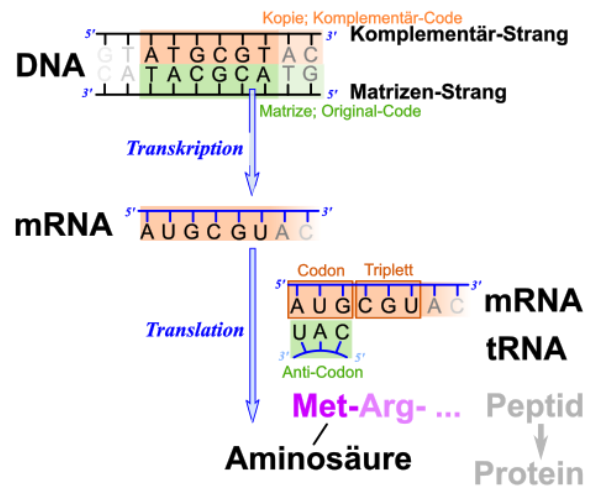 Kopie; Komplementär-Code
5' 3' Komplementär-Strang
G T A T G C G T A C
DNA
C A T A C G C A T G
3' 5' Matrizen-Strang
Matrize; Original-Code
Transkription
mRNA 5' 3'
A U G C G U A C
Codon Triplett
5' 3'
A U G C G U A C mRNA
Translation
U A C tRNA
3' 5'
Anti-Codon
Met-Arg- ... Peptid
Aminosäure Protein